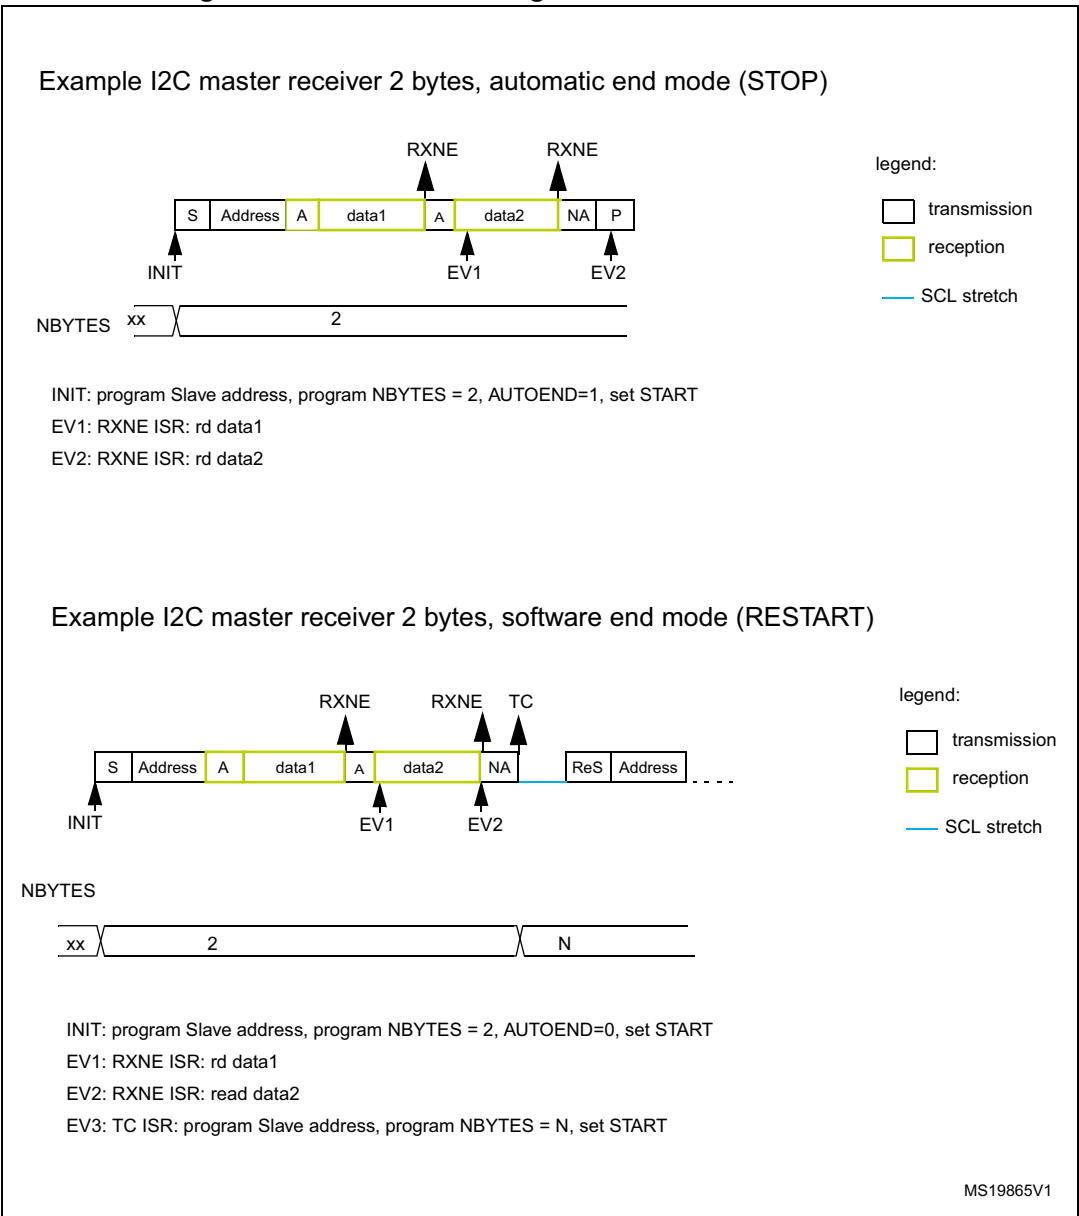 Example I2C master receiver 2 bytes, automatic end mode (STOP)
RXNE RXNE
legend:
S Address A data1 A data2 NA P
transmission
reception
INIT EV1 EV2
SCL stretch
NBYTES xx 2
INIT: program Slave address, program NBYTES = 2, AUTOEND=1, set START
EV1: RXNE ISR: rd data1
EV2: RXNE ISR: rd data2
Example I2C master receiver 2 bytes, software end mode (RESTART)
RXNE RXNE TC
legend:
transmission
S Address A data1 A data2 NA ReS Address
reception
INIT EV1 EV2
SCL stretch
NBYTES
xx 2 N
INIT: program Slave address, program NBYTES = 2, AUTOEND=0, set START
EV1: RXNE ISR: rd data1
EV2: RXNE ISR: read data2
EV3: TC ISR: program Slave address, program NBYTES = N, set START
MS19865V1